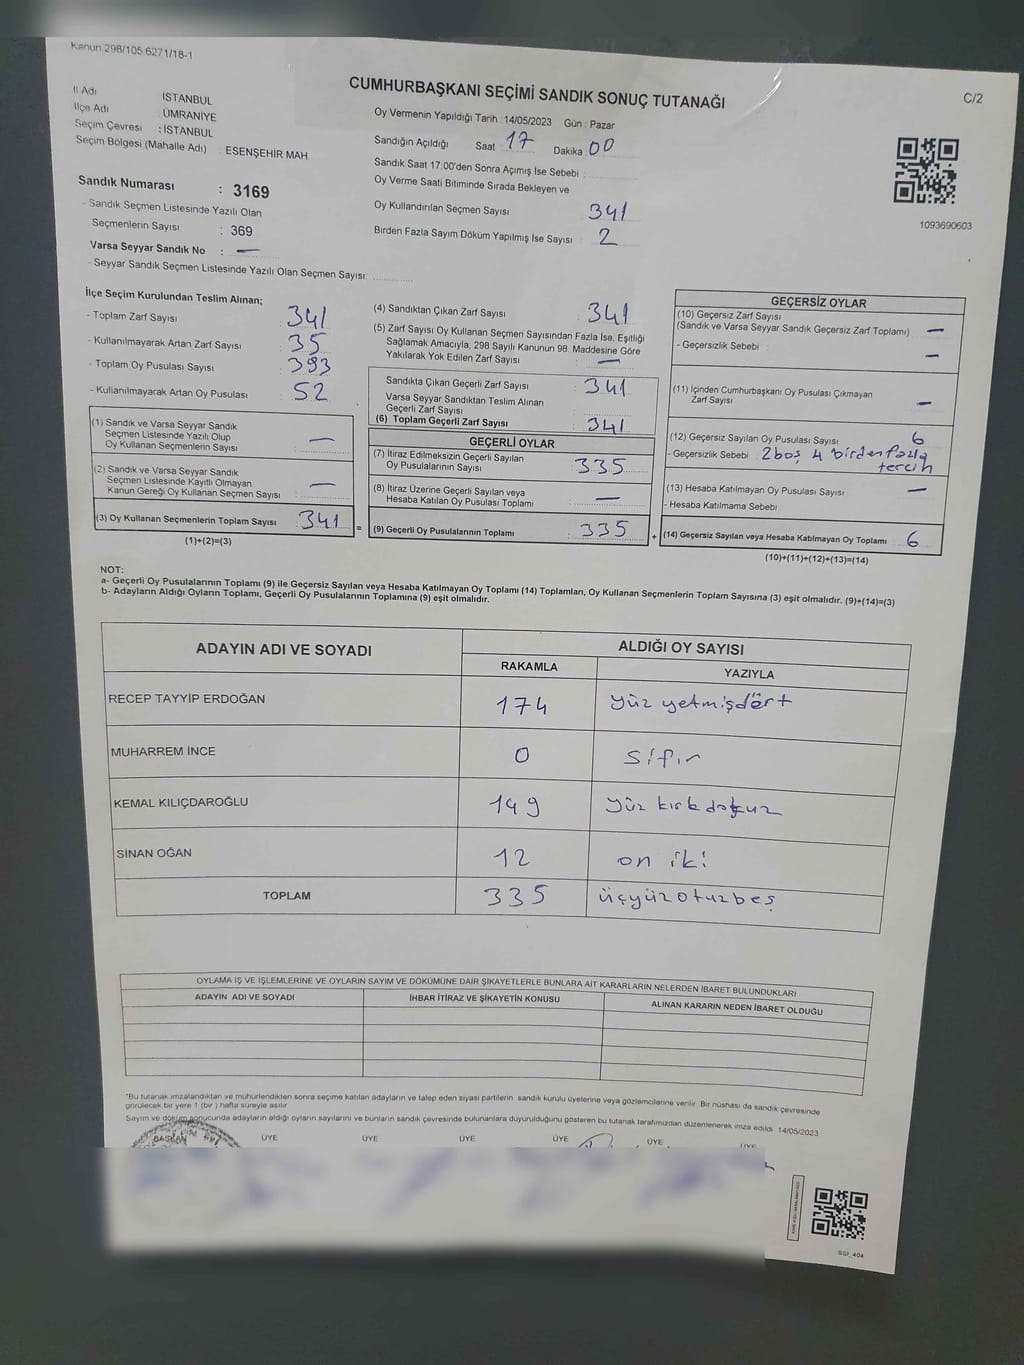 Kanun 298/105 6271/18-1
CUMHURBAŞKANI SEÇİMİ SANDIK SONUÇ TUTANAĞI
C/2
İl Adı İSTANBUL
İlçe Adı ÜMRANİYE
Seçim Çevresi : İSTANBUL
Seçim Bölgesi (Mahalle Adı) : ESENŞEHİR MAH
Sandık Numarası : 3169
- Sandık Seçmen Listesinde Yazılı Olan
Seçmenlerin Sayısı : 369
Varsa Seyyar Sandık No : —
- Seyyar Sandık Seçmen Listesinde Yazılı Olan Seçmen Sayısı:
Oy Vermenin Yapıldığı Tarih : 14/05/2023 Gün : Pazar
Sandığın Açıldığı Saat : 17 Dakika : 00
Sandık Saat 17.00'den Sonra Açımış İse Sebebi :
Oy Verme Saati Bitiminde Sırada Bekleyen ve
Oy Kullandırılan Seçmen Sayısı 341
Birden Fazla Sayım Döküm Yapılmış İse Sayısı : 2
1093690603
İlçe Seçim Kurulundan Teslim Alınan;
- Toplam Zarf Sayısı : 341
- Kullanılmayarak Artan Zarf Sayısı : 35
- Toplam Oy Pusulası Sayısı : 393
- Kullanılmayarak Artan Oy Pusulası : 52
(1) Sandık ve Varsa Seyyar Sandık
Seçmen Listesinde Yazılı Olup
Oy Kullanan Seçmenlerin Sayısı : —
(2) Sandık ve Varsa Seyyar Sandık
Seçmen Listesinde Kayıtlı Olmayan
Kanun Gereği Oy Kullanan Seçmen Sayısı : —
(3) Oy Kullanan Seçmenlerin Toplam Sayısı : 341
(1)+(2)=(3)
(4) Sandıktan Çıkan Zarf Sayısı : 341
(5) Zarf Sayısı Oy Kullanan Seçmen Sayısından Fazla İse, Eşitliği
Sağlamak Amacıyla, 298 Sayılı Kanunun 98. Maddesine Göre
Yakılarak Yok Edilen Zarf Sayısı : —
Sandıkta Çıkan Geçerli Zarf Sayısı : 341
Varsa Seyyar Sandıktan Teslim Alınan
Geçerli Zarf Sayısı :
(6) Toplam Geçerli Zarf Sayısı : 341
GEÇERLİ OYLAR
(7) İtiraz Edilmeksizin Geçerli Sayılan
Oy Pusulalarının Sayısı : 335
(8) İtiraz Üzerine Geçerli Sayılan veya
Hesaba Katılan Oy Pusulası Toplamı : —
= (9) Geçerli Oy Pusulalarının Toplamı : 335
GEÇERSİZ OYLAR
(10) Geçersiz Zarf Sayısı
(Sandık ve Varsa Seyyar Sandık Geçersiz Zarf Toplamı) : —
- Geçersizlik Sebebi : —
(11) İçinden Cumhurbaşkanı Oy Pusulası Çıkmayan
Zarf Sayısı : —
(12) Geçersiz Sayılan Oy Pusulası Sayısı : 6
- Geçersizlik Sebebi : 2 boş 4 birden fazla
tercih
(13) Hesaba Katılmayan Oy Pusulası Sayısı : —
- Hesaba Katılmama Sebebi :
+ (14) Geçersiz Sayılan veya Hesaba Katılmayan Oy Toplamı : 6
(10)+(11)+(12)+(13)=(14)
NOT:
a- Geçerli Oy Pusulalarının Toplamı (9) ile Geçersiz Sayılan veya Hesaba Katılmayan Oy Toplamı (14) Toplamları, Oy Kullanan Seçmenlerin Toplam Sayısına (3) eşit olmalıdır. (9)+(14)=(3)
b- Adayların Aldığı Oyların Toplamı, Geçerli Oy Pusulalarının Toplamına (9) eşit olmalıdır.
ADAYIN ADI VE SOYADI ALDIĞI OY SAYISI
RAKAMLA YAZIYLA
RECEP TAYYİP ERDOĞAN 174 yüz yetmişdört
MUHARREM İNCE 0 sıfır
KEMAL KILIÇDAROĞLU 149 yüz kırkdokuz
SİNAN OĞAN 12 on iki
TOPLAM 335 üçyüzotuzbeş
OYLAMA İŞ VE İŞLEMLERİNE VE OYLARIN SAYIM VE DÖKÜMÜNE DAİR ŞİKAYETLERLE BUNLARA AİT KARARLARIN NELERDEN İBARET BULUNDUKLARI
ADAYIN ADI VE SOYADI İHBAR İTİRAZ VE ŞİKAYETİN KONUSU ALINAN KARARIN NEDEN İBARET OLDUĞU
*Bu tutanak imzalandıktan ve mühürlendikten sonra seçime katılan adayların ve talep eden siyasi partilerin sandık kurulu üyelerine veya gözlemcilerine verilir. Bir nüshası da sandık çevresinde
görülecek bir yere 1 (bir) hafta süreyle asılır
Sayım ve döküm sonucunda adayların aldığı oyların sayılarını ve bunların sandık çevresinde bulunanlara duyurulduğunu gösteren bu tutanak tarafımızdan düzenlenerek imza edildi. 14/05/2023
BAŞKAN ÜYE ÜYE ÜYE ÜYE ÜYE ÜYE
SSİ_404